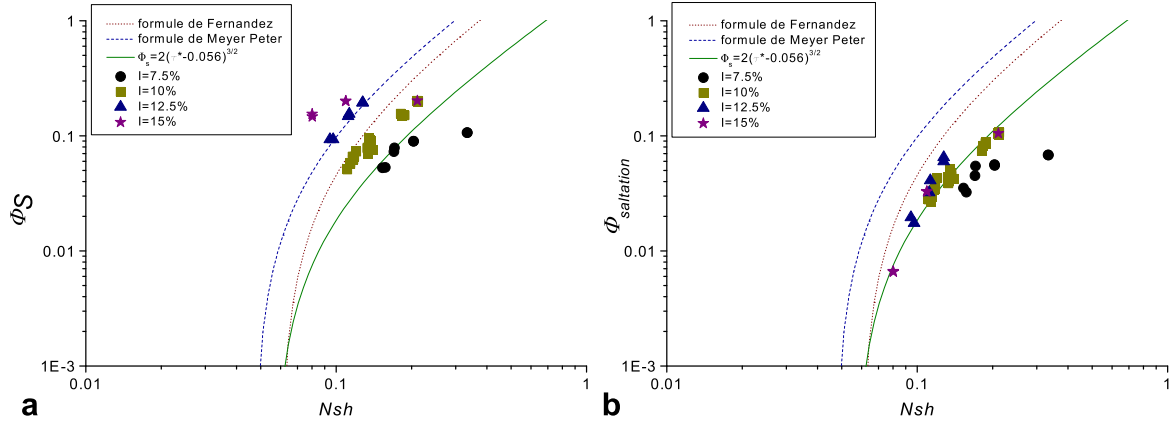 formule de Fernandez
formule de Meyer Peter
Φs=2(τ*-0.056)3/2
I=7.5%
I=10%
I=12.5%
I=15%
1
0.1
0.01
1E-3
ΦS
0.01
0.1
1
Nsh
a
formule de Fernandez
formule de Meyer Peter
Φs=2(τ*-0.056)3/2
I=7.5%
I=10%
I=12.5%
I=15%
1
0.1
0.01
1E-3
Φsaltation
0.01
0.1
1
Nsh
b